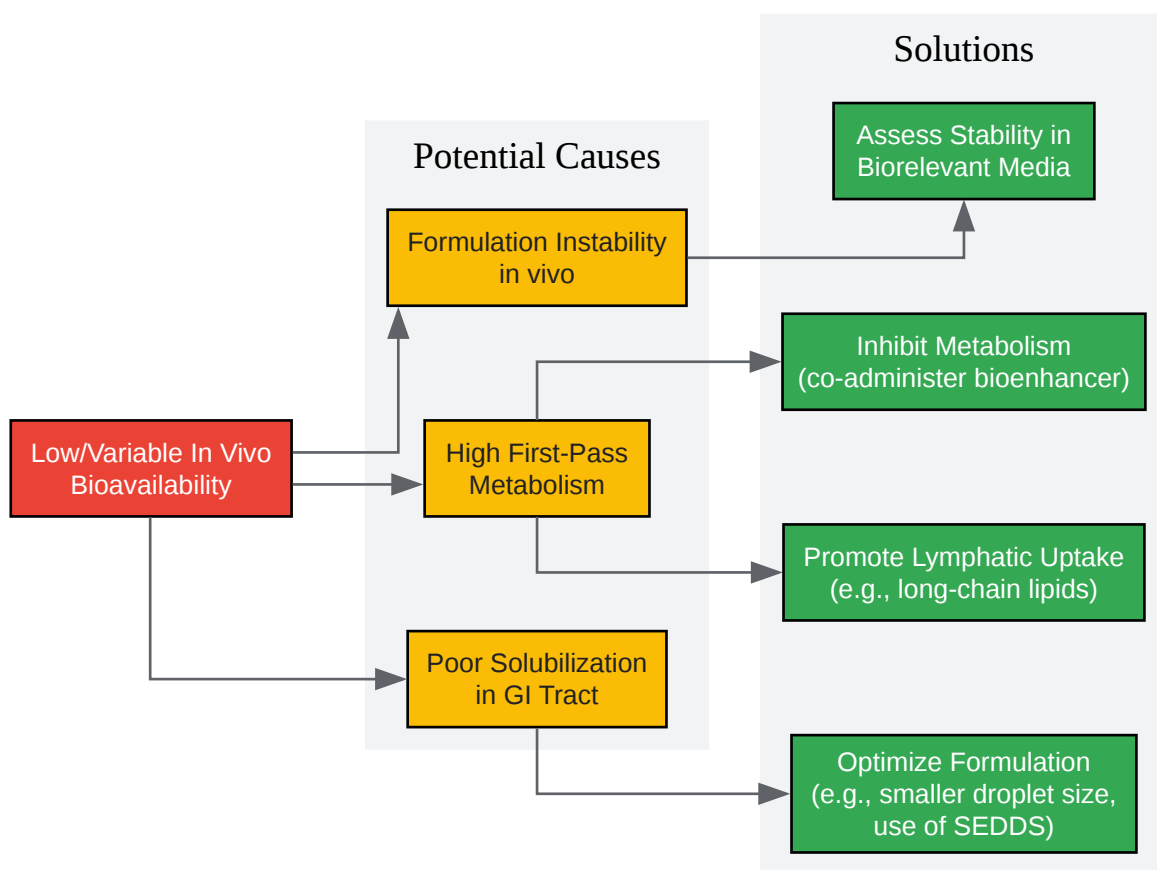 Solutions
Assess Stability in
Biorelevant Media
Potential Causes
Formulation Instability
in vivo
Inhibit Metabolism
(co-administer bioenhancer)
Low/Variable In Vivo
Bioavailability
High First-Pass
Metabolism
Promote Lymphatic Uptake
(e.g., long-chain lipids)
Poor Solubilization
in GI Tract
Optimize Formulation
(e.g., smaller droplet size,
use of SEDDS)